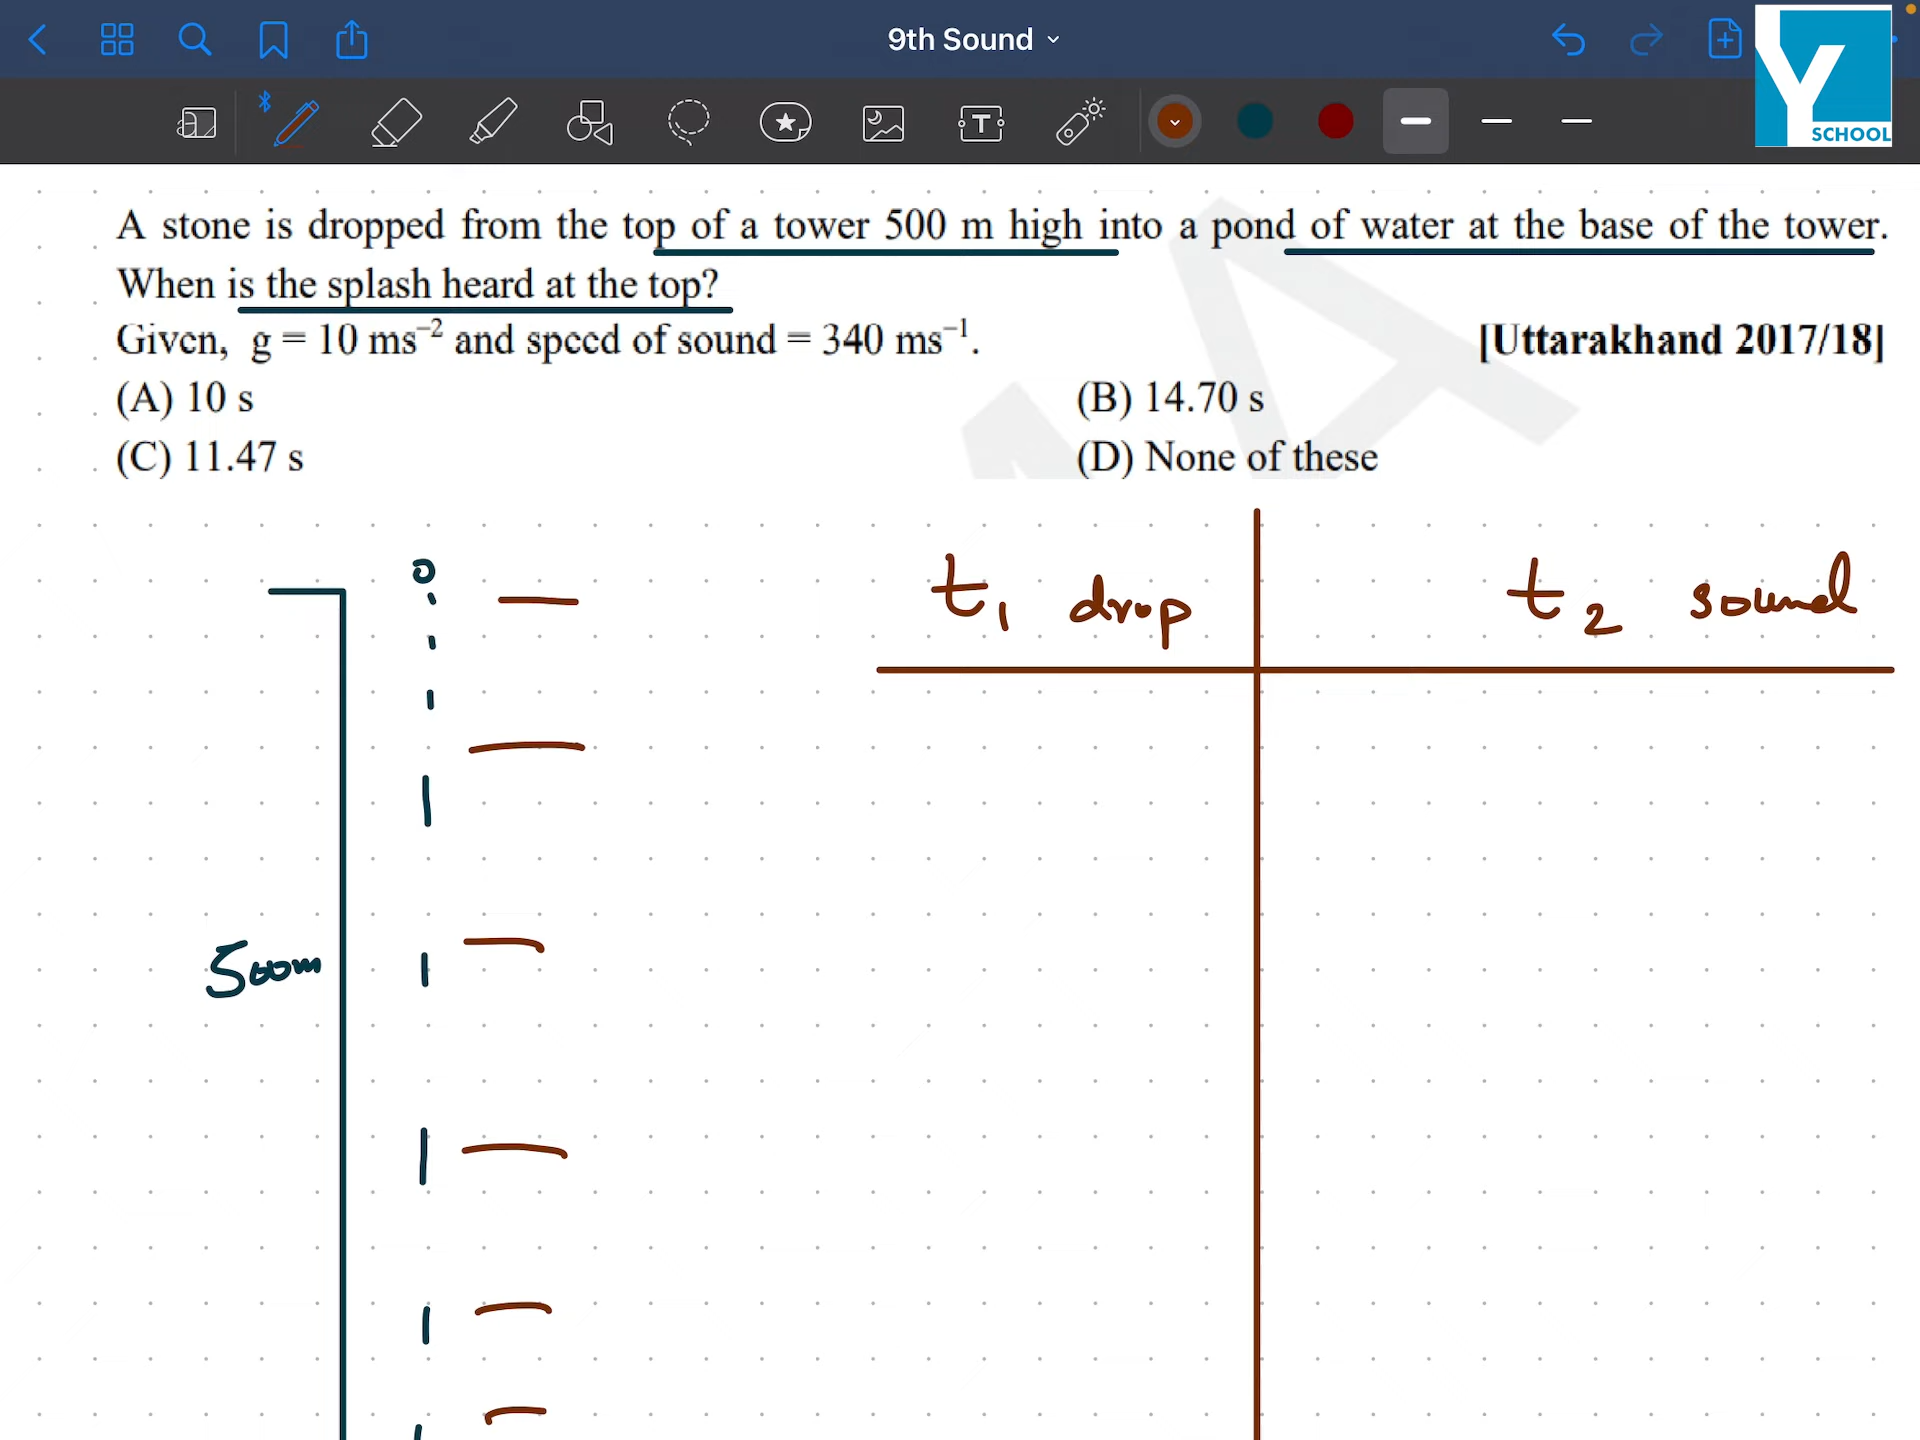 9th Sound
Y SCHOOL
A stone is dropped from the top of a tower 500 m high into a pond of water at the base of the tower.
When is the splash heard at the top?
Given, g = 10 ms⁻² and speed of sound = 340 ms⁻¹.
[Uttarakhand 2017/18]
(A) 10 s
(B) 14.70 s
(C) 11.47 s
(D) None of these
t₁ drop
t₂ sound
500m